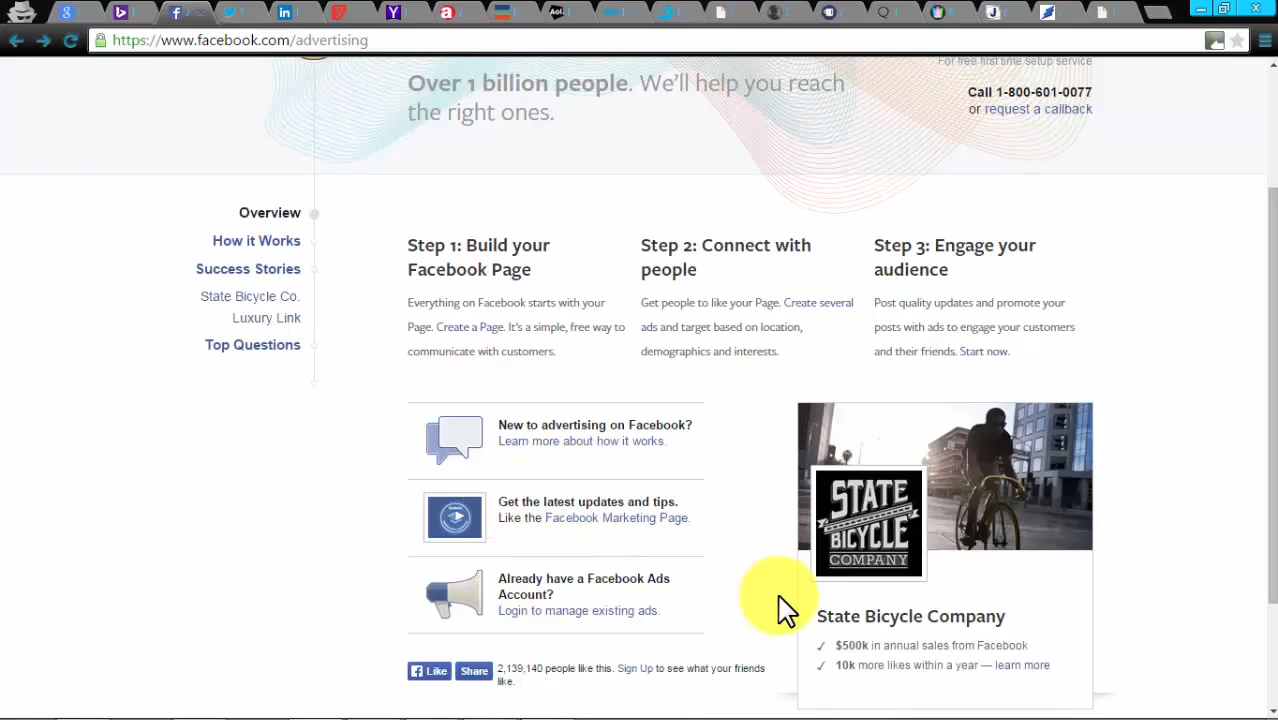 https://www.facebook.com/advertising
Over 1 billion people. We'll help you reach
the right ones.
For free first time setup service
Call 1-800-601-0077
or request a callback
Overview
How it Works
Success Stories
State Bicycle Co.
Luxury Link
Top Questions
Step 1: Build your
Facebook Page
Everything on Facebook starts with your
Page. Create a Page. It's a simple, free way to
communicate with customers.
Step 2: Connect with
people
Get people to like your Page. Create several
ads and target based on location,
demographics and interests.
Step 3: Engage your
audience
Post quality updates and promote your
posts with ads to engage your customers
and their friends. Start now.
New to advertising on Facebook?
Learn more about how it works.
Get the latest updates and tips.
Like the Facebook Marketing Page.
Already have a Facebook Ads
Account?
Login to manage existing ads.
Like
Share
2,139,140 people like this. Sign Up to see what your friends
like.
STATE
BICYCLE
COMPANY
State Bicycle Company
$500k in annual sales from Facebook
10k more likes within a year — learn more